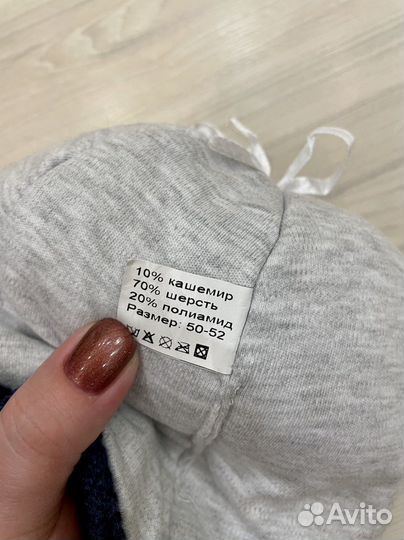 10% кашемир
70% шерсть
20% полиамид
Размер: 50-52
Avito